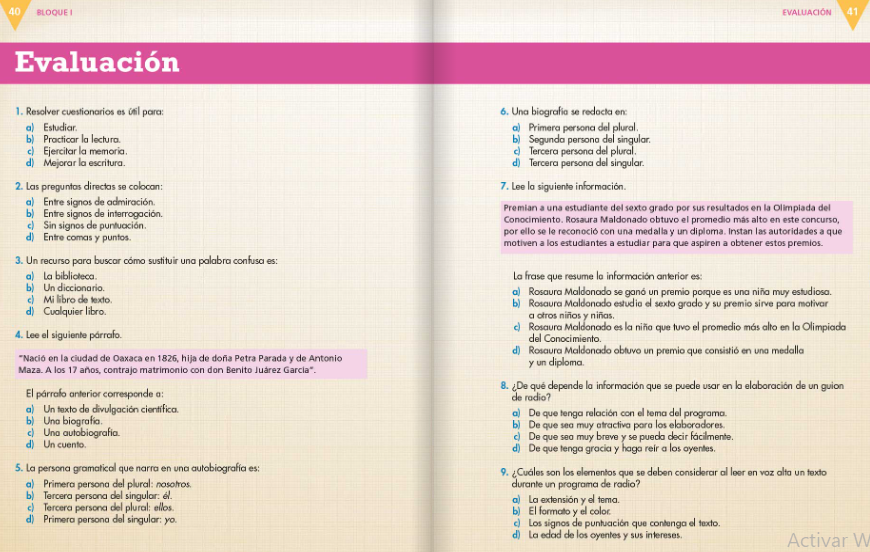 40
BLOQUE I
Evaluación
1. Resolver cuestionarios es útil para:
a) Estudiar.
b) Practicar la lectura.
c) Ejercitar la memoria.
d) Mejorar la escritura.
2. Las preguntas directas se colocan:
a) Entre signos de admiración.
b) Entre signos de interrogación.
c) Sin signos de puntuación.
d) Entre comas y puntos.
3. Un recurso para buscar cómo sustituir una palabra confusa es:
a) La biblioteca.
b) Un diccionario.
c) Mi libro de texto.
d) Cualquier libro.
4. Lee el siguiente párrafo.
"Nació en la ciudad de Oaxaca en 1826, hija de doña Petra Parada y de Antonio
Maza. A los 17 años, contrajo matrimonio con don Benito Juárez García".
El párrafo anterior corresponde a:
a) Un texto de divulgación científica.
b) Una biografía.
c) Una autobiografía.
d) Un cuento.
5. La persona gramatical que narra en una autobiografía es:
a) Primera persona del plural: nosotros.
b) Tercera persona del singular: él.
c) Tercera persona del plural: ellos.
d) Primera persona del singular: yo.
EVALUACIÓN
41
6. Una biografía se redacta en:
a) Primera persona del plural.
b) Segunda persona del singular.
c) Tercera persona del plural.
d) Tercera persona del singular.
7. Lee la siguiente información.
Premian a una estudiante del sexto grado por sus resultados en la Olimpiada del
Conocimiento. Rosaura Maldonado obtuvo el promedio más alto en este concurso,
por ello se le reconoció con una medalla y un diploma. Instan las autoridades a que
motiven a los estudiantes a estudiar para que aspiren a obtener estos premios.
La frase que resume la información anterior es:
a) Rosaura Maldonado se ganó un premio porque es una niña muy estudiosa.
b) Rosaura Maldonado estudia el sexto grado y su premio sirve para motivar
a otros niños y niñas.
c) Rosaura Maldonado es la niña que tuvo el promedio más alto en la Olimpiada
del Conocimiento.
d) Rosaura Maldonado obtuvo un premio que consistió en una medalla
y un diploma.
8. ¿De qué depende la información que se puede usar en la elaboración de un guion
de radio?
a) De que tenga relación con el tema del programa.
b) De que sea muy atractiva para los elaboradores.
c) De que sea muy breve y se pueda decir fácilmente.
d) De que tenga gracia y haga reír a los oyentes.
9. ¿Cuáles son los elementos que se deben considerar al leer en voz alta un texto
durante un programa de radio?
a) La extensión y el tema.
b) El formato y el color.
c) Los signos de puntuación que contenga el texto.
d) La edad de los oyentes y sus intereses.
Activar W